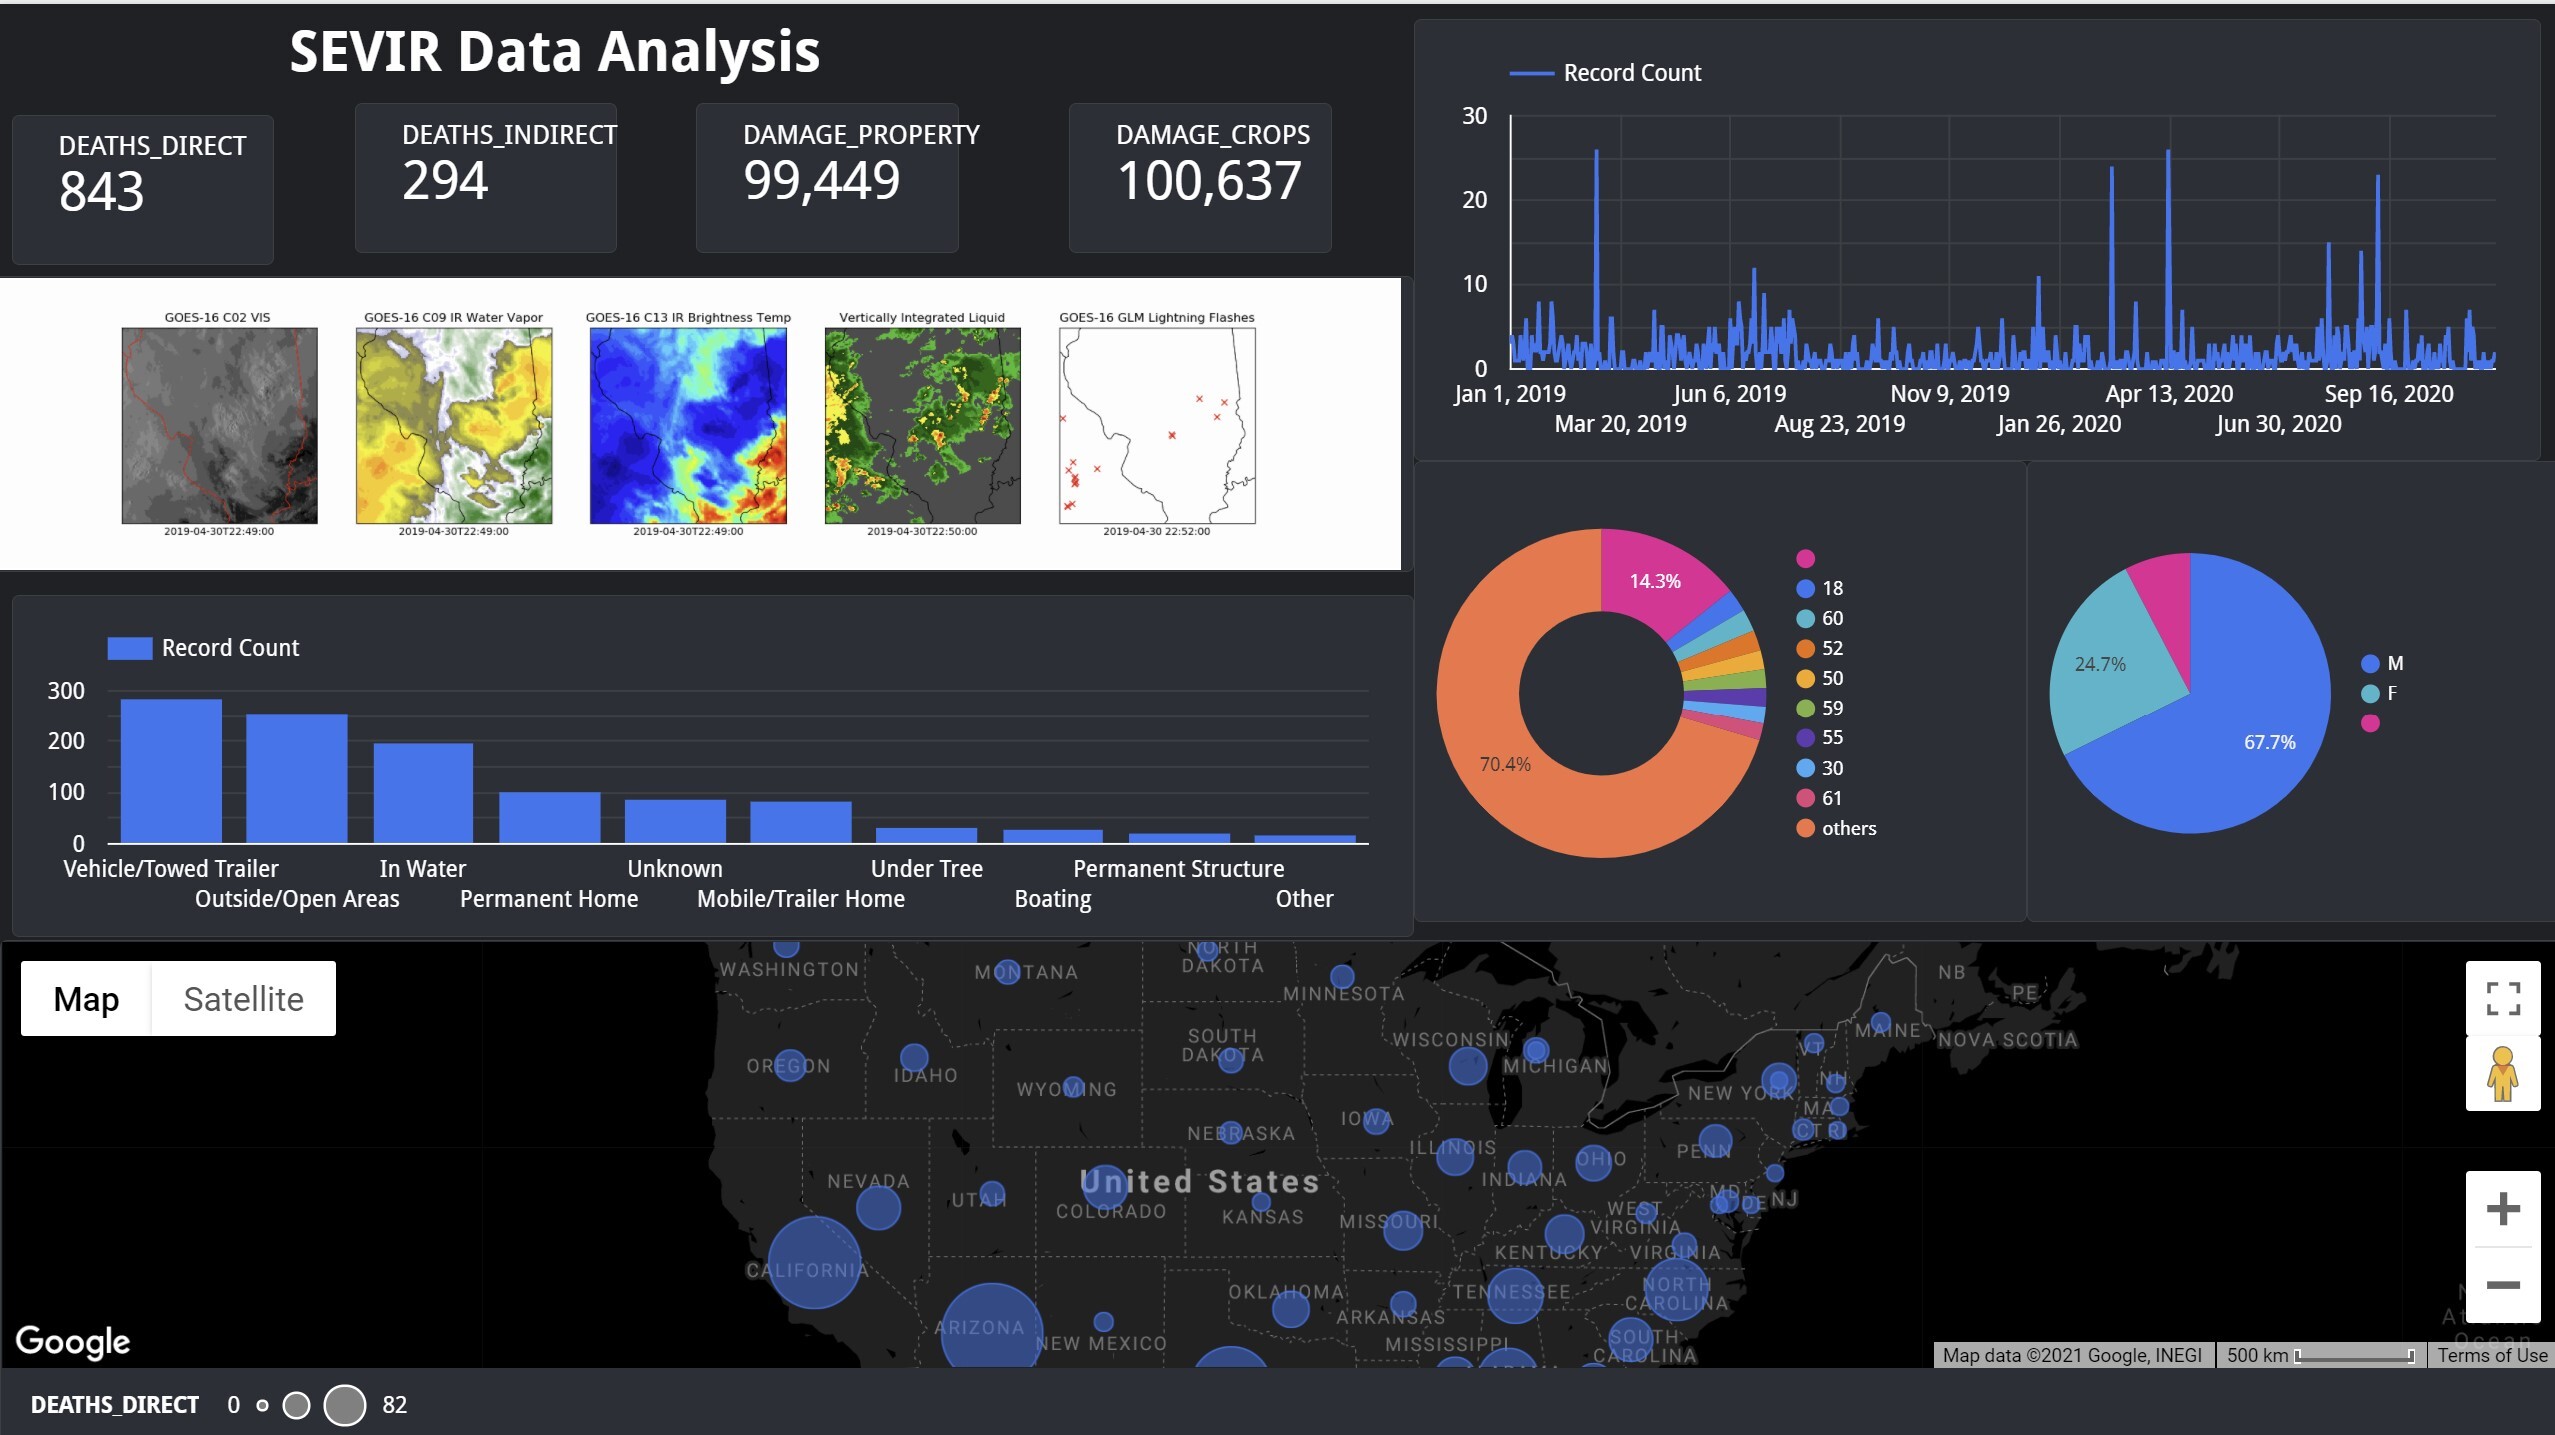 SEVIR Data Analysis
DEATHS_DIRECT
843
DEATHS_INDIRECT
294
DAMAGE_PROPERTY
99,449
DAMAGE_CROPS
100,637
Record Count
30
20
10
0
Jan 1, 2019
Mar 20, 2019
Jun 6, 2019
Aug 23, 2019
Nov 9, 2019
Jan 26, 2020
Apr 13, 2020
Jun 30, 2020
Sep 16, 2020
GOES-16 C02 VIS
2019-04-30T22:49:00
GOES-16 C09 IR Water Vapor
2019-04-30T22:49:00
GOES-16 C13 IR Brightness Temp
2019-04-30T22:49:00
Vertically Integrated Liquid
2019-04-30T22:50:00
GOES-16 GLM Lightning Flashes
2019-04-30 22:52:00
14.3%
70.4%
18
60
52
50
59
55
30
61
others
24.7%
67.7%
M
F
Record Count
300
200
100
0
Vehicle/Towed Trailer
Outside/Open Areas
In Water
Permanent Home
Unknown
Mobile/Trailer Home
Under Tree
Boating
Permanent Structure
Other
Map
Satellite
WASHINGTON
MONTANA
NORTH
DAKOTA
MINNESOTA
NB
PE
MAINE
NOVA SCOTIA
OREGON
IDAHO
WYOMING
SOUTH
DAKOTA
WISCONSIN
MICHIGAN
VT
NH
NEW YORK
MA
CT RI
NEBRASKA
IOWA
ILLINOIS
INDIANA
OHIO
PENN
NEVADA
UTAH
United States
COLORADO
KANSAS
MISSOURI
WEST
VIRGINIA
MD
DE
NJ
KENTUCKY
VIRGINIA
CALIFORNIA
ARIZONA
NEW MEXICO
OKLAHOMA
ARKANSAS
TENNESSEE
NORTH
CAROLINA
MISSISSIPPI
SOUTH
CAROLINA
Ocean
Google
Map data ©2021 Google, INEGI
500 km
Terms of Use
DEATHS_DIRECT
0
82